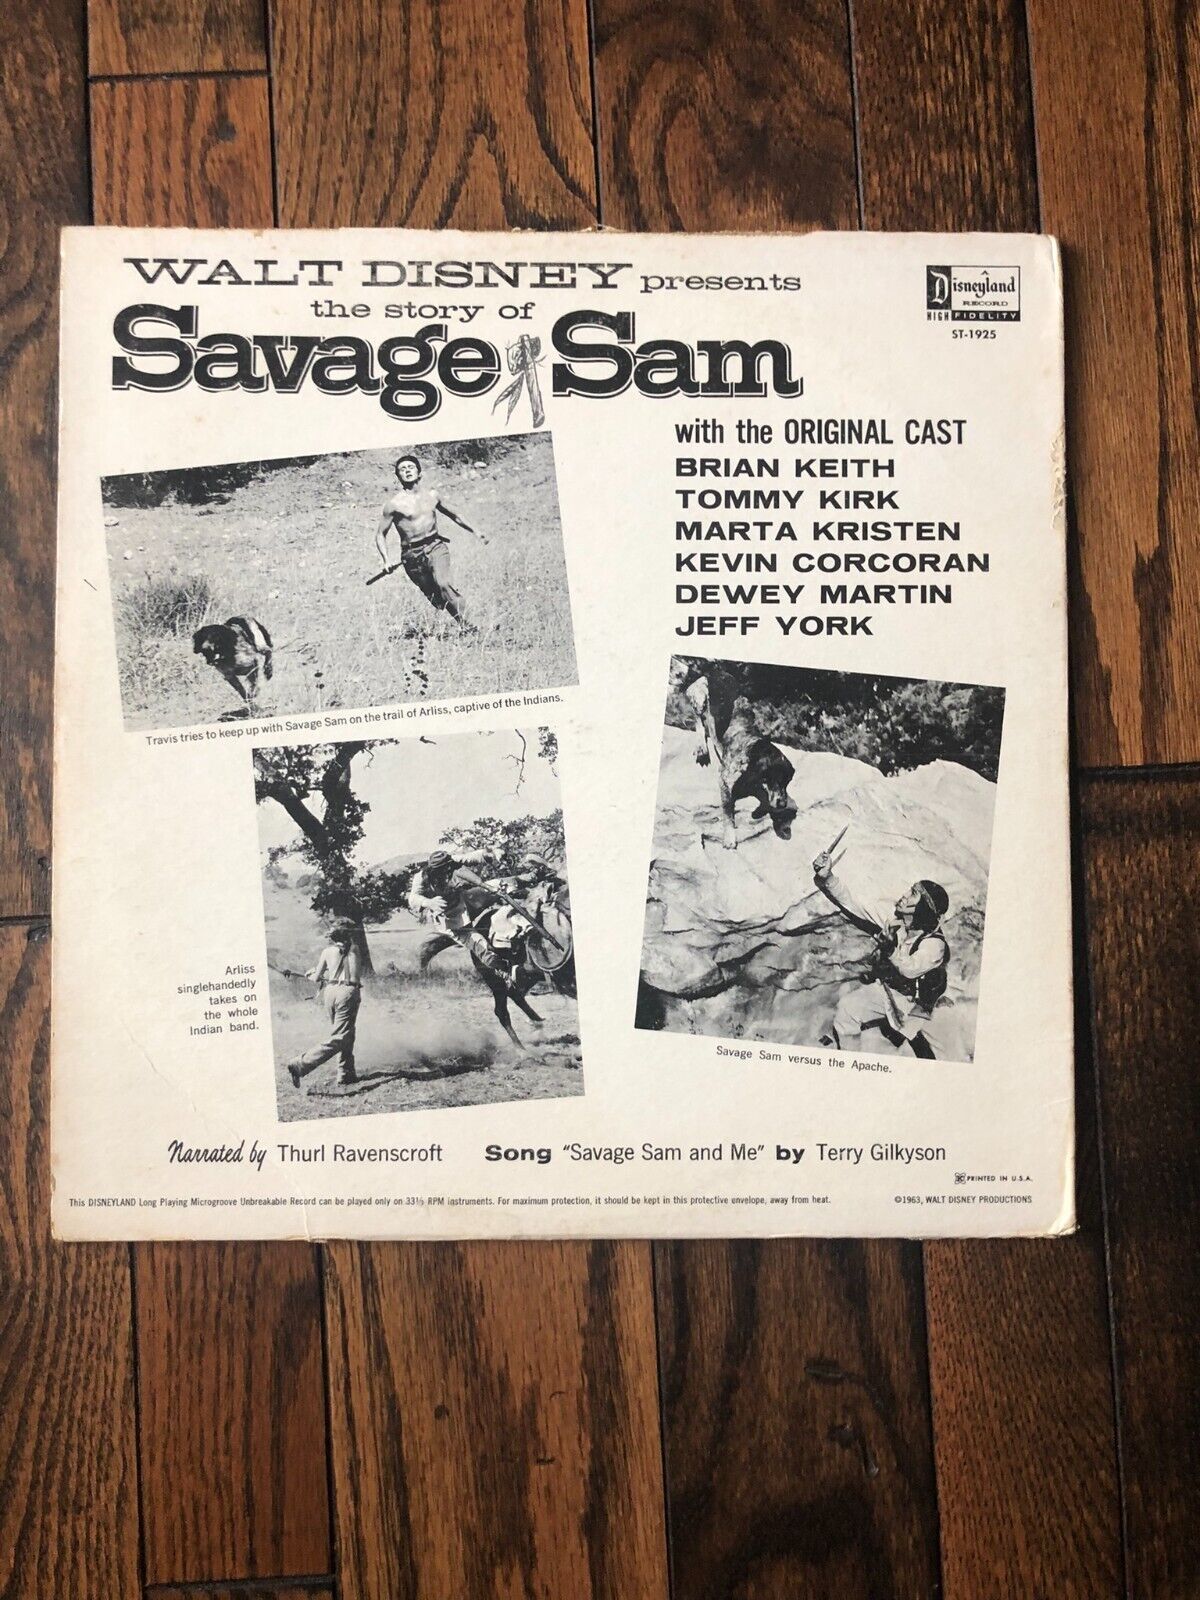 WALT DISNEY presents
the story of
Savage Sam
Disneyland
RECORD
HIGH FIDELITY
ST-1925
with the ORIGINAL CAST
BRIAN KEITH
TOMMY KIRK
MARTA KRISTEN
KEVIN CORCORAN
DEWEY MARTIN
JEFF YORK
Travis tries to keep up with Savage Sam on the trail of Arliss, captive of the Indians.
Arliss
singlehandedly
takes on
the whole
Indian band.
Savage Sam versus the Apache.
Narrated by Thurl Ravenscroft Song "Savage Sam and Me" by Terry Gilkyson
PRINTED IN U.S.A.
This DISNEYLAND Long Playing Microgroove Unbreakable Record can be played only on 33⅓ RPM instruments. For maximum protection, it should be kept in this protective envelope, away from heat.
©1963, WALT DISNEY PRODUCTIONS